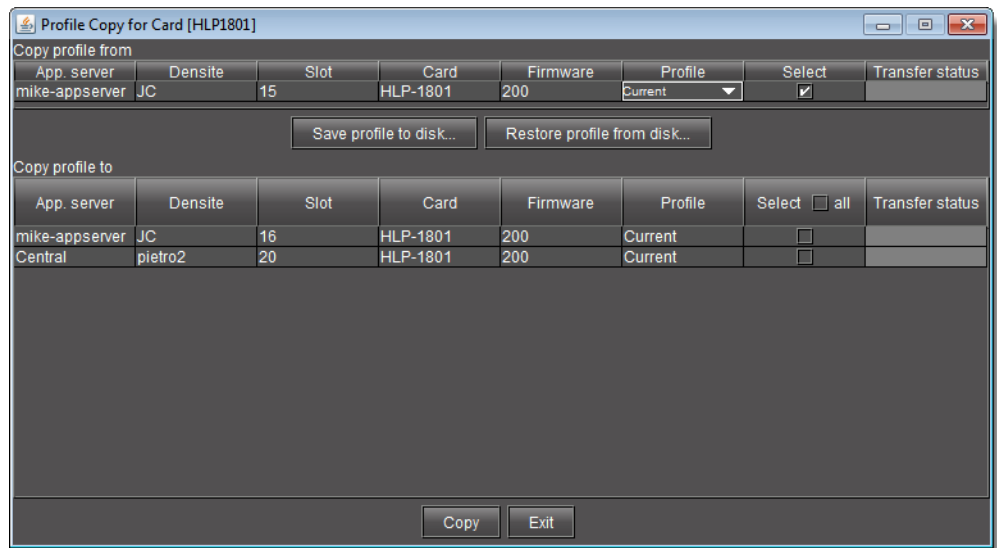 Profile Copy for Card [HLP1801]
Copy profile from
App. server Densite Slot Card Firmware Profile Select Transfer status
mike-appserver JC 15 HLP-1801 200 Current
Save profile to disk... Restore profile from disk...
Copy profile to
App. server Densite Slot Card Firmware Profile Select all Transfer status
mike-appserver JC 16 HLP-1801 200 Current
Central pietro2 20 HLP-1801 200 Current
Copy Exit